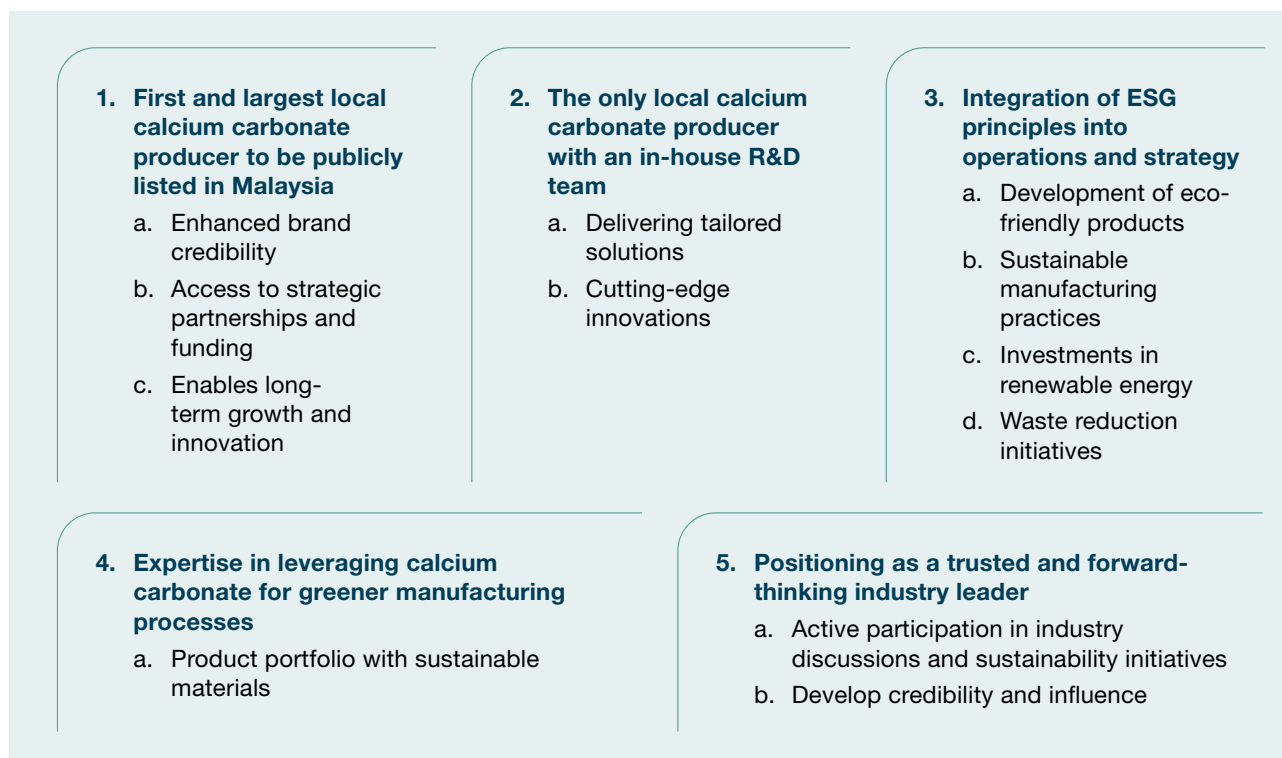 1. First and largest local
calcium carbonate
producer to be publicly
listed in Malaysia
a. Enhanced brand
credibility
b. Access to strategic
partnerships and
funding
c. Enables long-
term growth and
innovation
2. The only local calcium
carbonate producer
with an in-house R&D
team
a. Delivering tailored
solutions
b. Cutting-edge
innovations
3. Integration of ESG
principles into
operations and strategy
a. Development of eco-
friendly products
b. Sustainable
manufacturing
practices
c. Investments in
renewable energy
d. Waste reduction
initiatives
4. Expertise in leveraging calcium
carbonate for greener manufacturing
processes
a. Product portfolio with sustainable
materials
5. Positioning as a trusted and forward-
thinking industry leader
a. Active participation in industry
discussions and sustainability initiatives
b. Develop credibility and influence